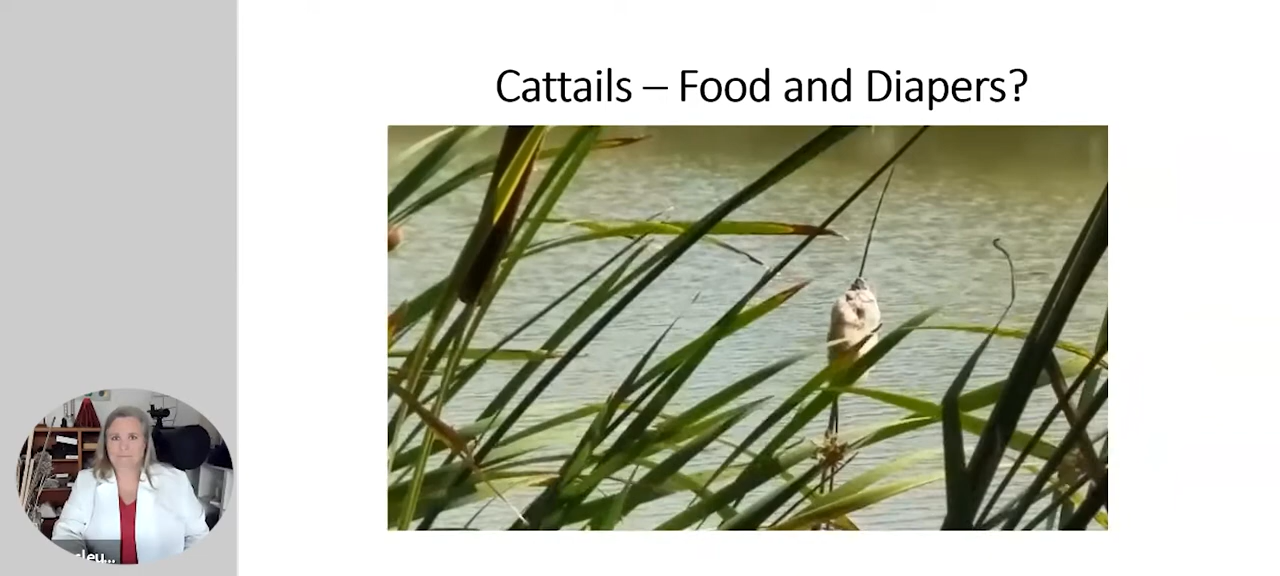 Cattails – Food and Diapers?